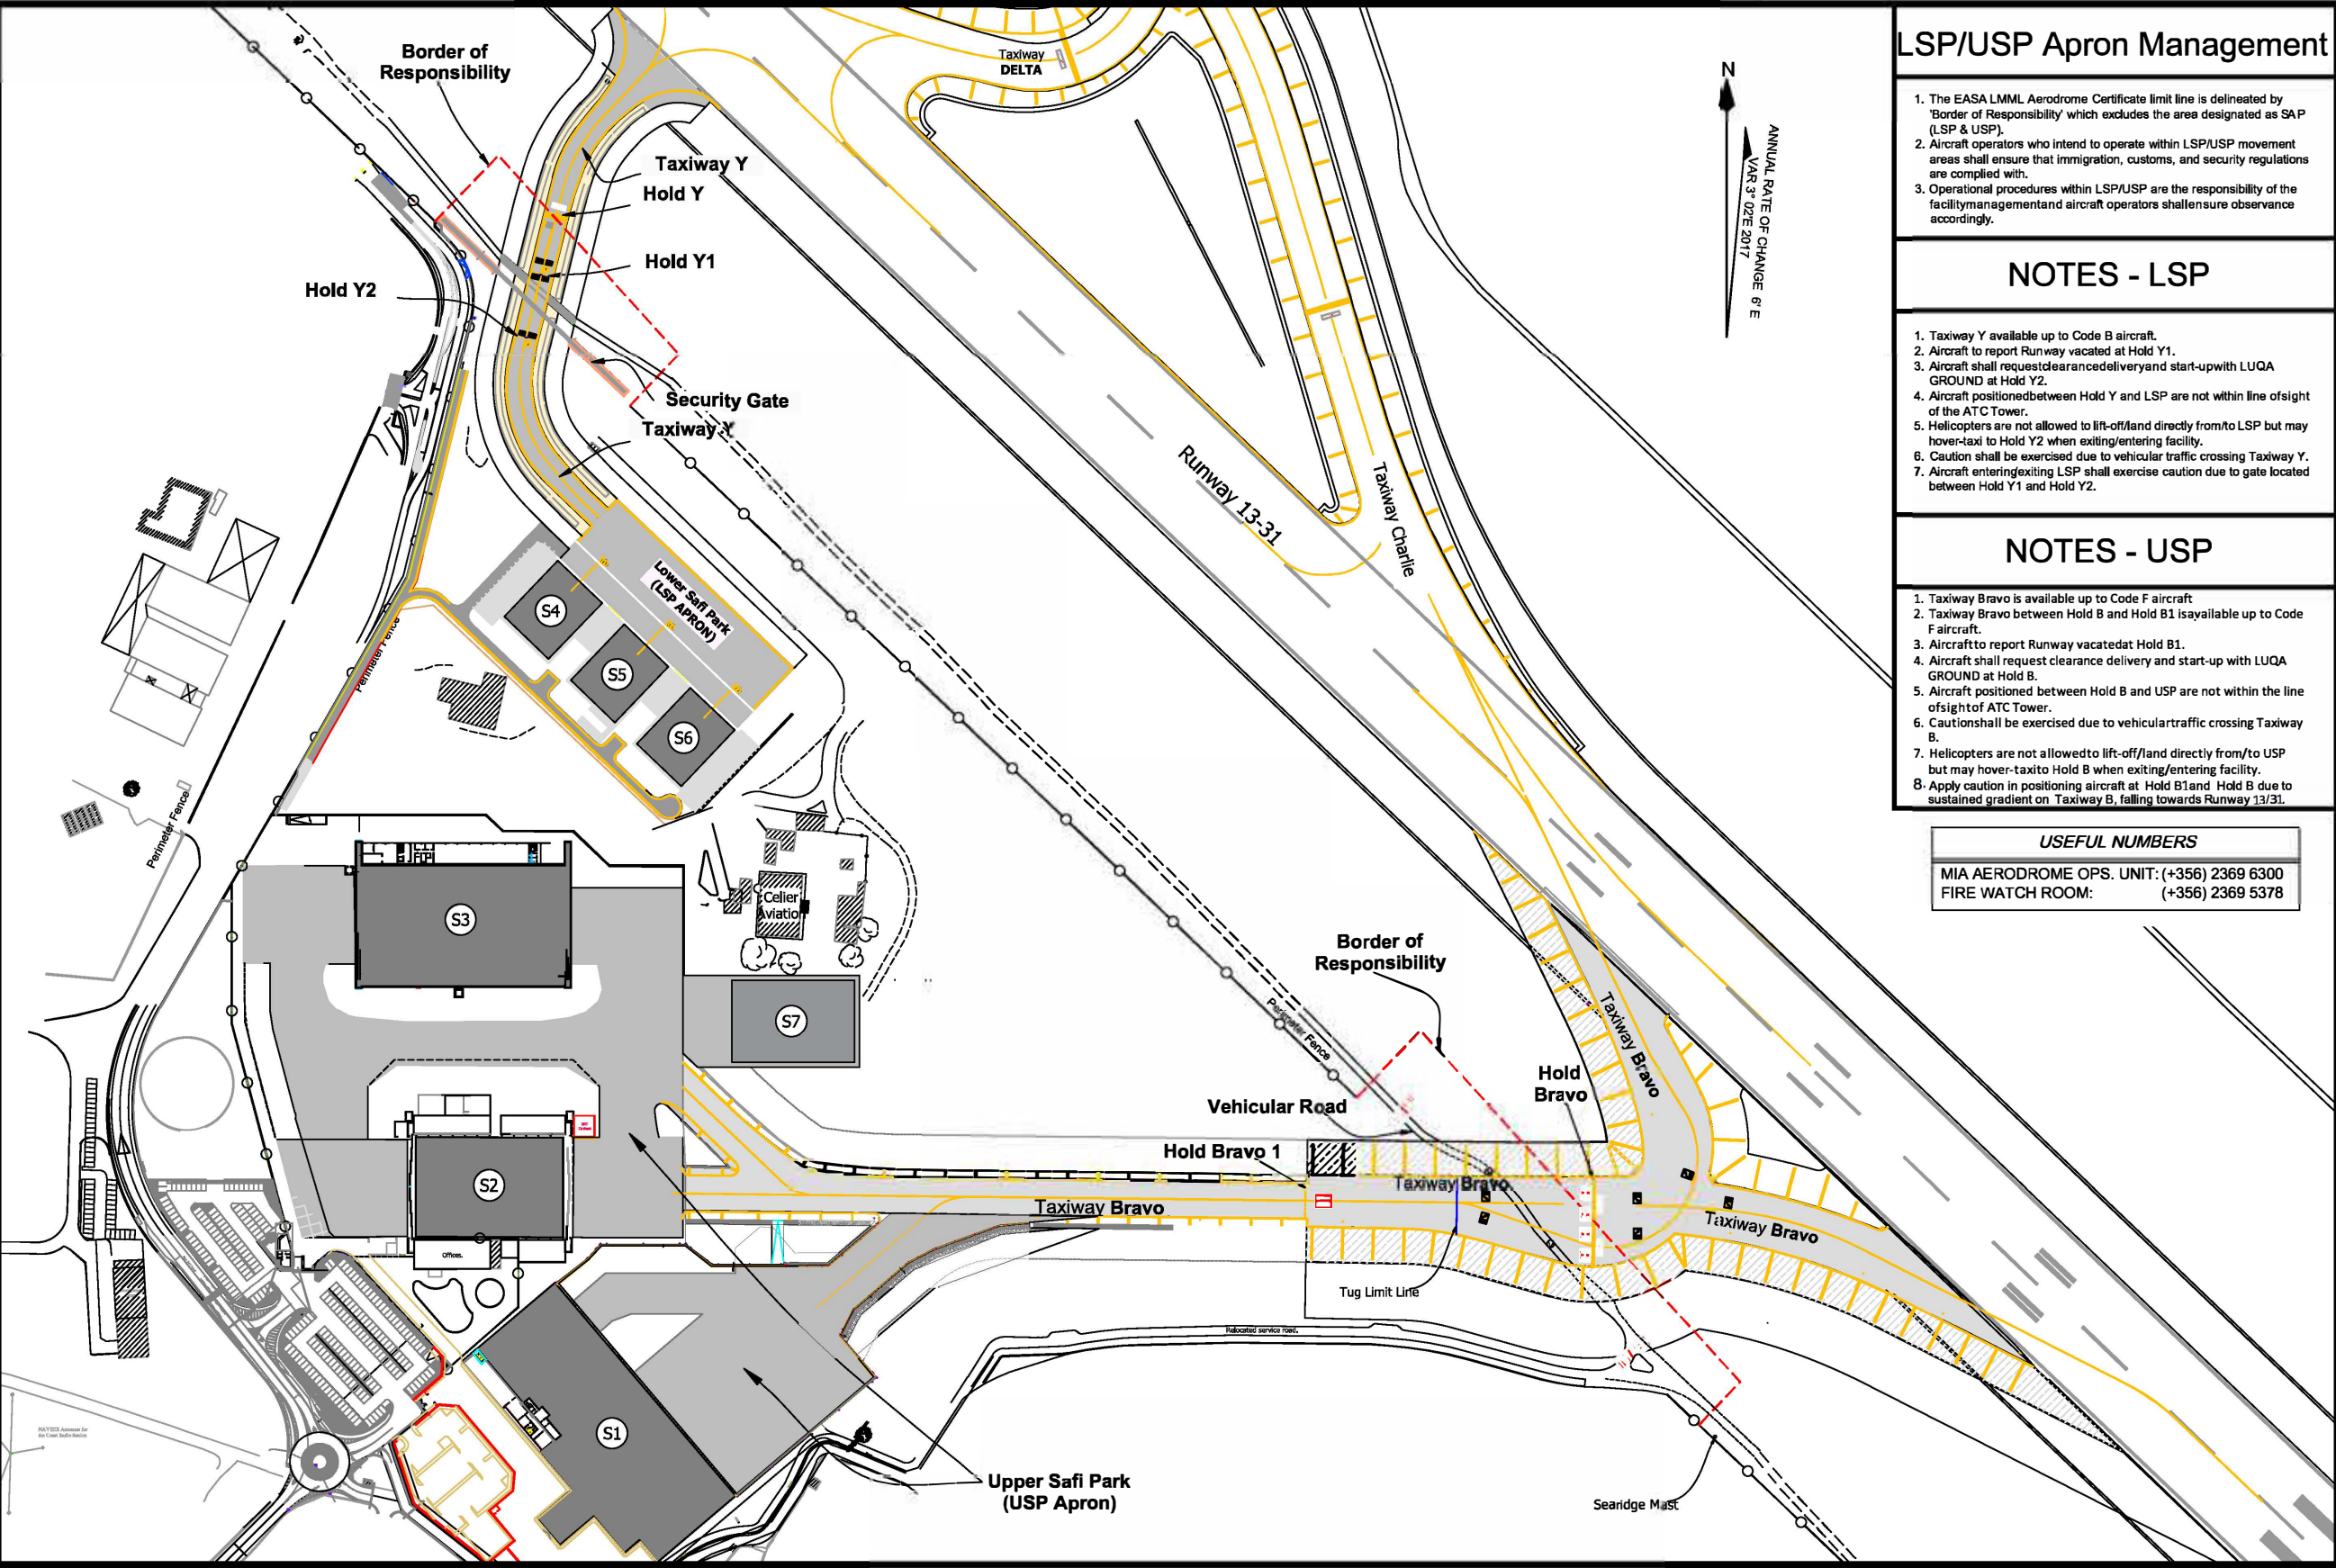 LSP/USP Apron Management
1. The EASA LMML Aerodrome Certificate limit line is delineated by
'Border of Responsibility' which excludes the area designated as SAP
(LSP & USP).
2. Aircraft operators who intend to operate within LSP/USP movement
areas shall ensure that immigration, customs, and security regulations
are complied with.
3. Operational procedures within LSP/USP are the responsibility of the
facilitymanagementand aircraft operators shallensure observance
accordingly.
NOTES - LSP
1. Taxiway Y available up to Code B aircraft.
2. Aircraft to report Runway vacated at Hold Y1.
3. Aircraft shall requestclearancedeliveryand start-upwith LUQA
GROUND at Hold Y2.
4. Aircraft positionedbetween Hold Y and LSP are not within line ofsight
of the ATC Tower.
5. Helicopters are not allowed to lift-off/land directly from/to LSP but may
hover-taxi to Hold Y2 when exiting/entering facility.
6. Caution shall be exercised due to vehicular traffic crossing Taxiway Y.
7. Aircraft entering/exiting LSP shall exercise caution due to gate located
between Hold Y1 and Hold Y2.
NOTES - USP
1. Taxiway Bravo is available up to Code F aircraft
2. Taxiway Bravo between Hold B and Hold B1 isavailable up to Code
F aircraft.
3. Aircraftto report Runway vacatedat Hold B1.
4. Aircraft shall request clearance delivery and start-up with LUQA
GROUND at Hold B.
5. Aircraft positioned between Hold B and USP are not within the line
ofsightof ATC Tower.
6. Cautionshall be exercised due to vehiculartraffic crossing Taxiway
B.
7. Helicopters are not allowedto lift-off/land directly from/to USP
but may hover-taxito Hold B when exiting/entering facility.
8. Apply caution in positioning aircraft at Hold B1and Hold B due to
sustained gradient on Taxiway B, falling towards Runway 13/31.
USEFUL NUMBERS
MIA AERODROME OPS. UNIT: (+356) 2369 6300
FIRE WATCH ROOM: (+356) 2369 5378
N
ANNUAL RATE OF CHANGE 6' E
VAR 3° 02'E 2017
Border of
Responsibility
Taxiway
DELTA
Taxiway Y
Hold Y
Hold Y1
Hold Y2
Security Gate
Taxiway Y
Runway 13-31
Taxiway Charlie
Lower Safi Park
(LSP APRON)
S4
S5
S6
Perimeter Fence
Perimeter Fence
Celier
Aviation
S3
S7
Border of
Responsibility
Perimeter Fence
Taxiway Bravo
Hold
Bravo
Vehicular Road
Hold Bravo 1
Taxiway Bravo
S2
Taxiway Bravo
Taxiway Bravo
Offices.
Tug Limit Line
Relocated service road.
S1
Upper Safi Park
(USP Apron)
Searidge Mast